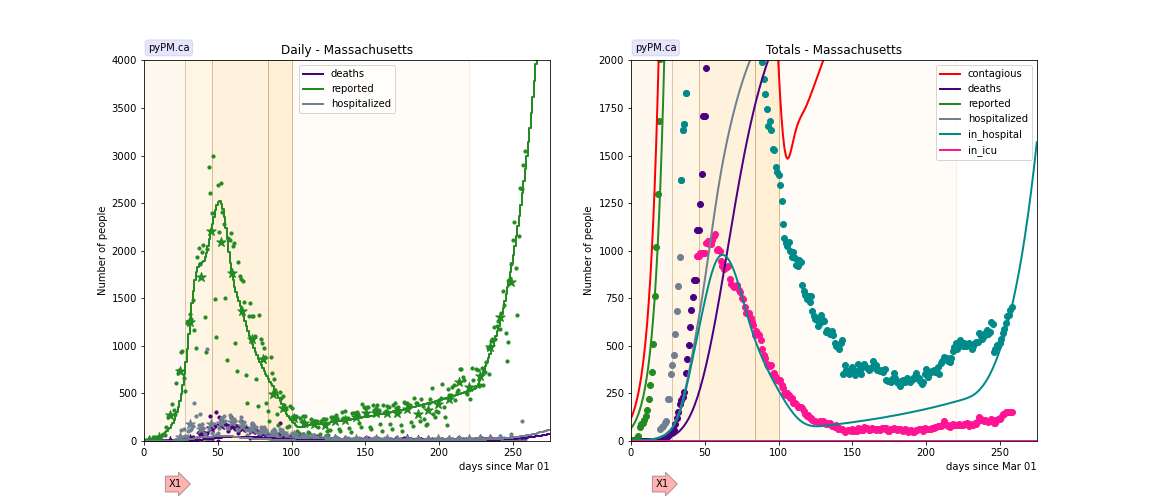 pyPM.ca
Daily - Massachusetts
Number of people
4000
3500
3000
2500
2000
1500
1000
500
0
deaths
reported
hospitalized
0 50 100 150 200 250
days since Mar 01
X1
pyPM.ca
Totals - Massachusetts
Number of people
2000
1750
1500
1250
1000
750
500
250
0
contagious
deaths
reported
hospitalized
in_hospital
in_icu
0 50 100 150 200 250
days since Mar 01
X1